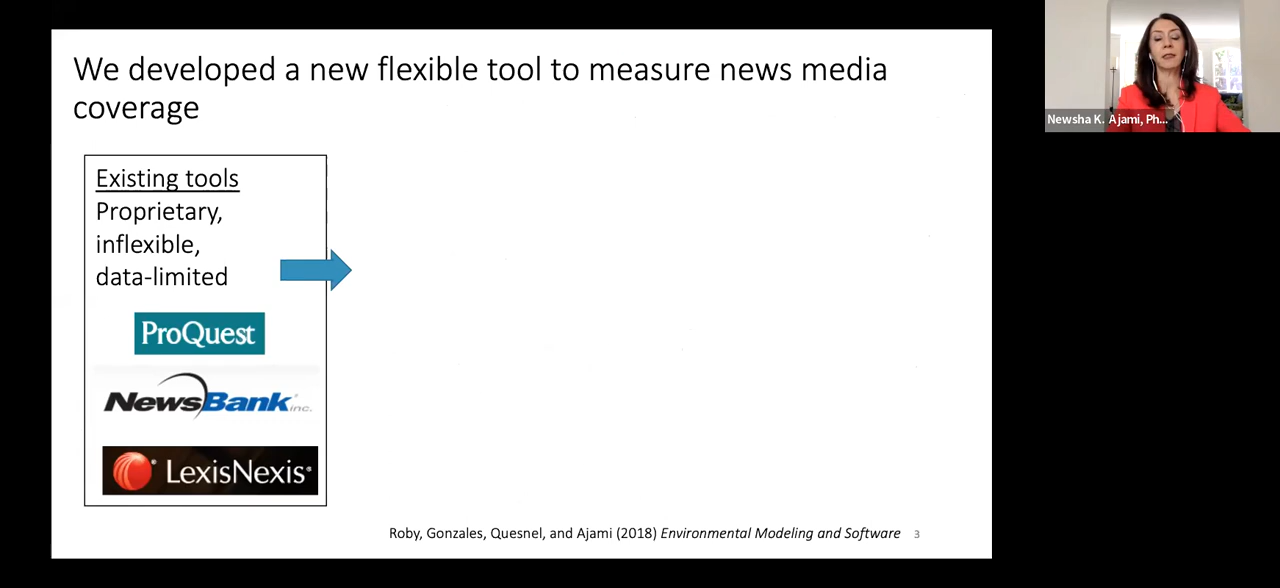 We developed a new flexible tool to measure news media
coverage
Existing tools
Proprietary,
inflexible,
data-limited
ProQuest
NewsBank inc.
LexisNexis®
Roby, Gonzales, Quesnel, and Ajami (2018) Environmental Modeling and Software 3
Newsha K. Ajami, Ph...